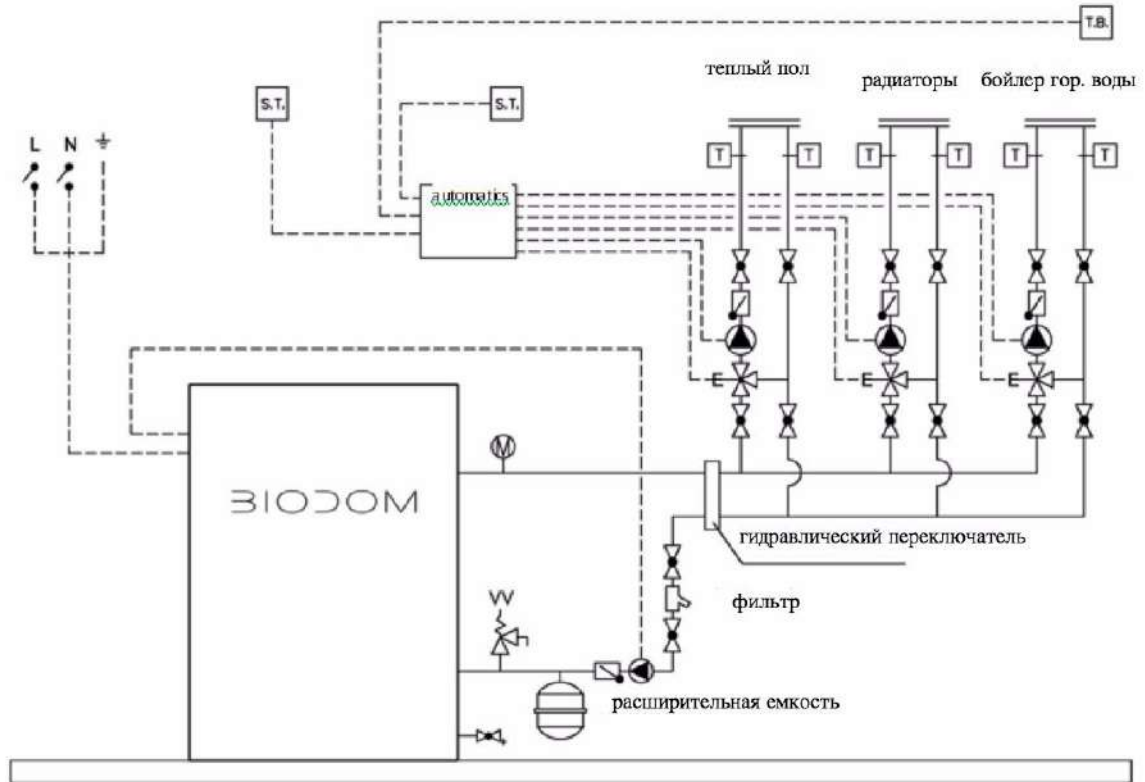 T.B.
теплый пол
радиаторы
бойлер гор. воды
S.T.
S.T.
L N
T T T T T T
automatics
E E E
M
BIODOM
гидравлический переключатель
фильтр
расширительная емкость